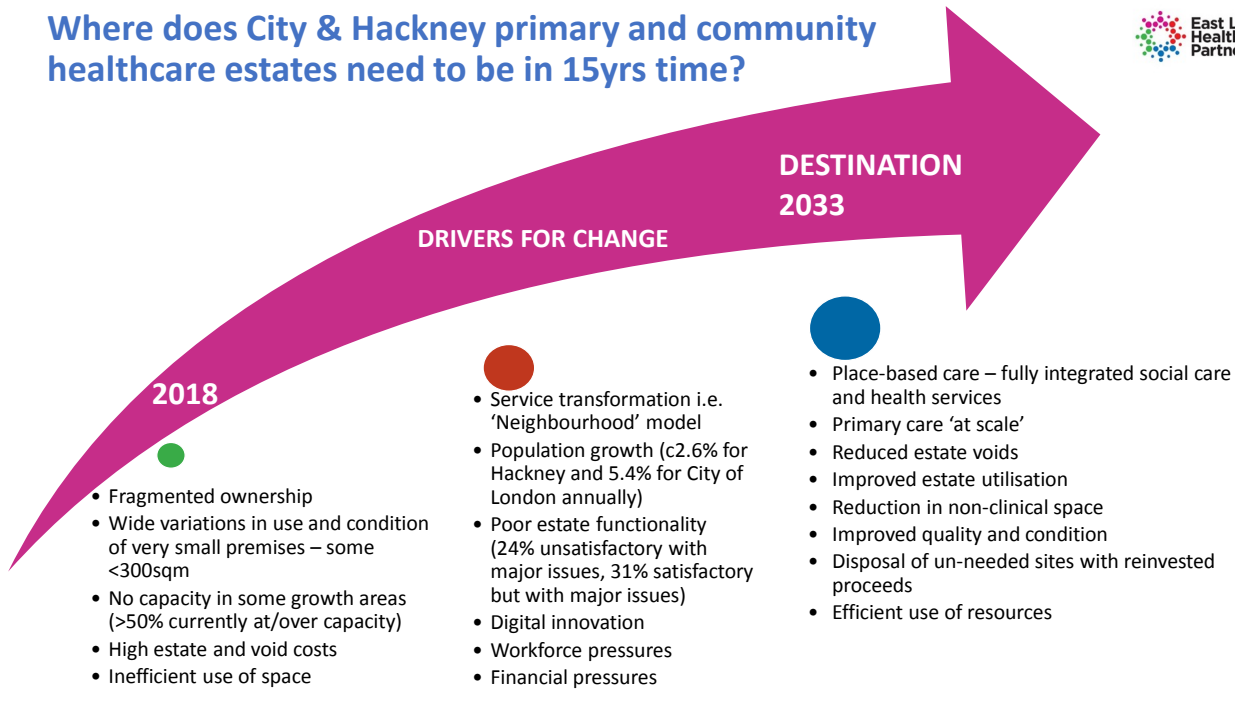 Where does City & Hackney primary and community
healthcare estates need to be in 15yrs time?
East L
Health
Partn
DESTINATION
2033
DRIVERS FOR CHANGE
2018
• Fragmented ownership
• Wide variations in use and condition
of very small premises – some
<300sqm
• No capacity in some growth areas
(>50% currently at/over capacity)
• High estate and void costs
• Inefficient use of space
• Service transformation i.e.
‘Neighbourhood’ model
• Population growth (c2.6% for
Hackney and 5.4% for City of
London annually)
• Poor estate functionality
(24% unsatisfactory with
major issues, 31% satisfactory
but with major issues)
• Digital innovation
• Workforce pressures
• Financial pressures
• Place-based care – fully integrated social care
and health services
• Primary care ‘at scale’
• Reduced estate voids
• Improved estate utilisation
• Reduction in non-clinical space
• Improved quality and condition
• Disposal of un-needed sites with reinvested
proceeds
• Efficient use of resources